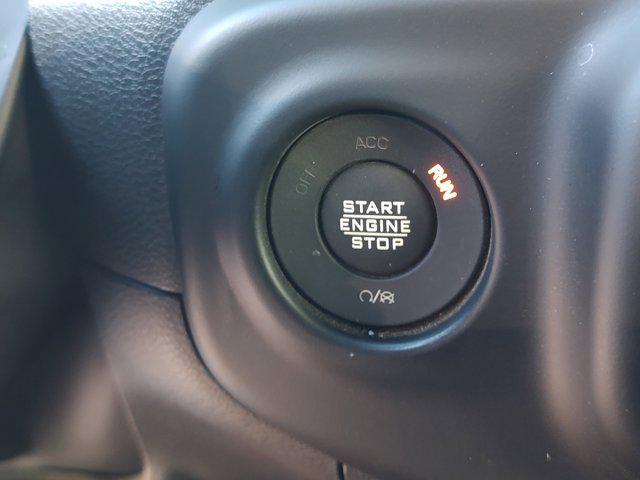 ACC
OFF
RUN
START
ENGINE
STOP